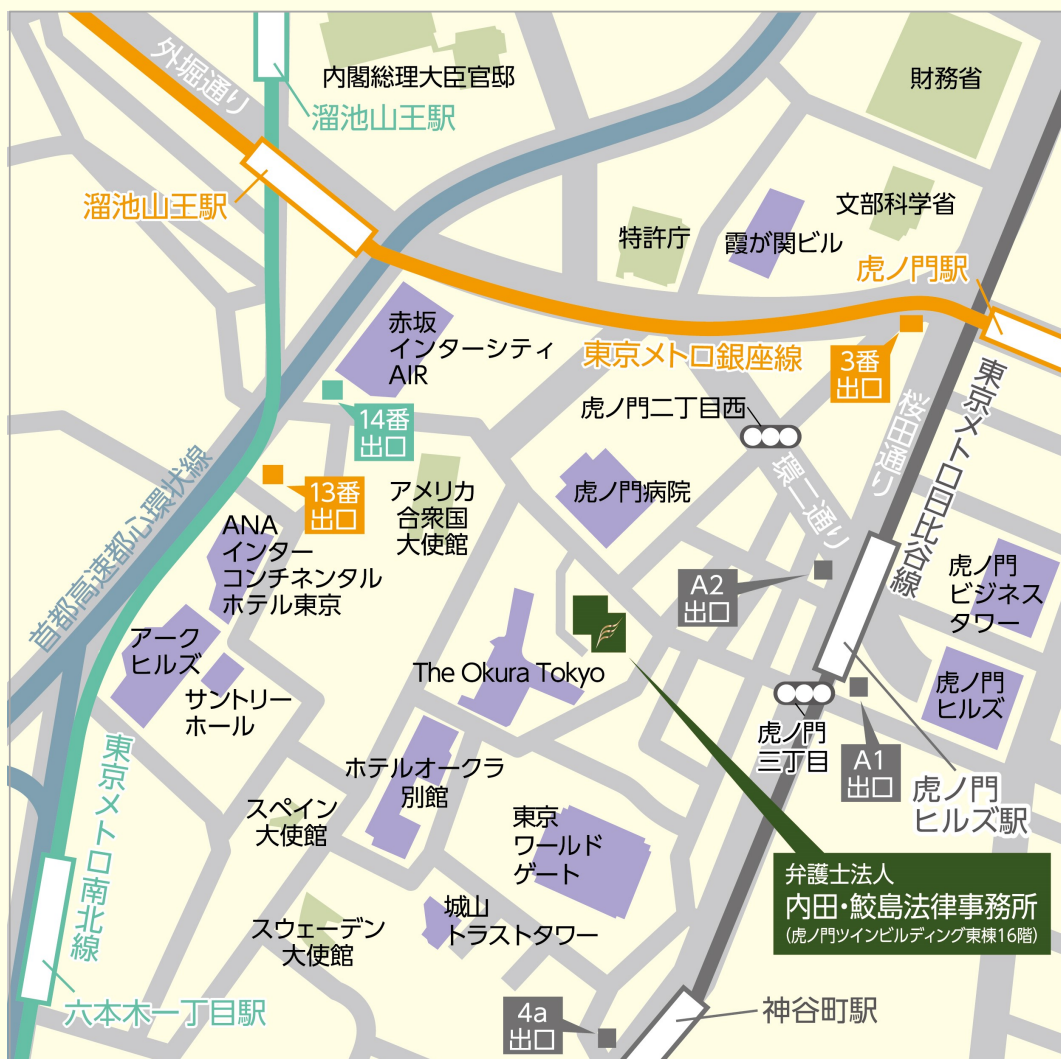 外堀通り
内閣総理大臣官邸
財務省
溜池山王駅
溜池山王駅
文部科学省
特許庁
霞が関ビル
虎ノ門駅
赤坂
インターシティ
AIR
東京メトロ銀座線
3番
出口
東京メトロ日比谷線
桜田通り
14番
出口
虎ノ門二丁目西
環二通り
首都高速都心環状線
13番
出口
アメリカ
合衆国
大使館
虎ノ門病院
ANA
インター
コンチネンタル
ホテル東京
A2
出口
虎ノ門
ビジネス
タワー
アーク
ヒルズ
サントリー
ホール
The Okura Tokyo
虎ノ門
ヒルズ
虎ノ門
三丁目
A1
出口
虎ノ門
ヒルズ駅
東京メトロ南北線
ホテルオークラ
別館
スペイン
大使館
東京
ワールド
ゲート
弁護士法人
内田・鮫島法律事務所
(虎ノ門ツインビルディング東棟16階)
城山
トラストタワー
スウェーデン
大使館
六本木一丁目駅
4a
出口
神谷町駅